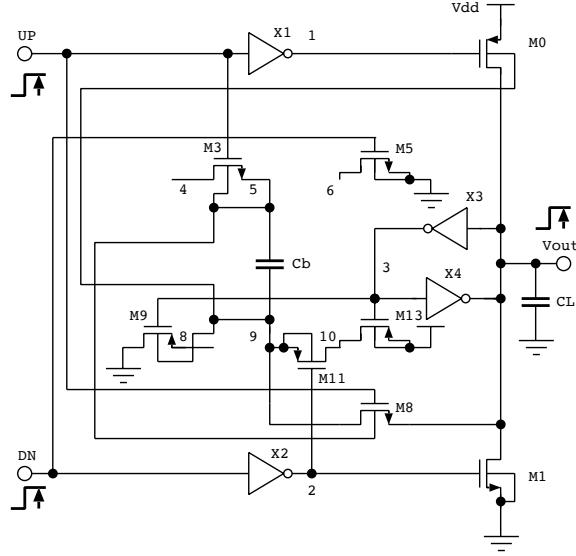 Vdd
UP X1 1 M0
M3 M5
4 5 6
X3
Vout
Cb 3 X4
CL
M9 M13
8 9 10
M11
M8
DN X2 M1
2